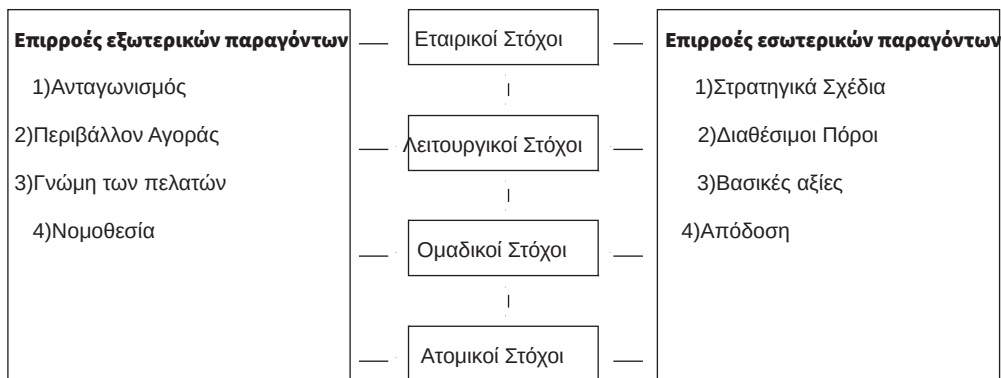 Επιρροές εξωτερικών παραγόντων
1)Ανταγωνισμός
2)Περιβάλλον Αγοράς
3)Γνώμη των πελατών
4)Νομοθεσία
Εταιρικοί Στόχοι
Λειτουργικοί Στόχοι
Ομαδικοί Στόχοι
Ατομικοί Στόχοι
Επιρροές εσωτερικών παραγόντων
1)Στρατηγικά Σχέδια
2)Διαθέσιμοι Πόροι
3)Βασικές αξίες
4)Απόδοση